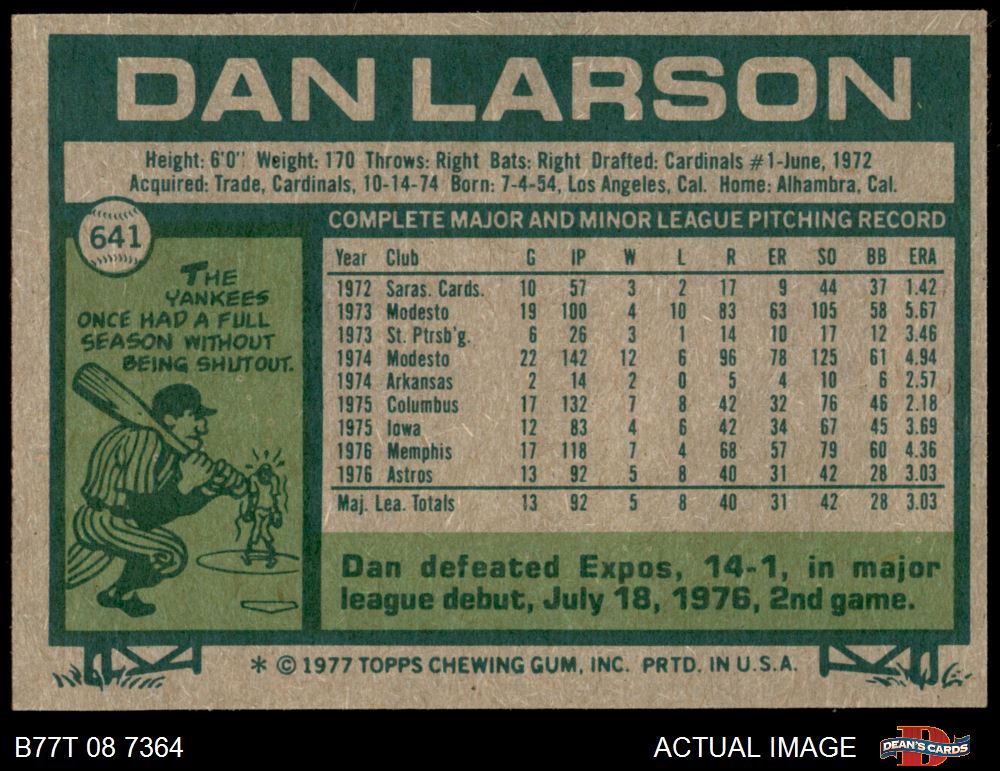 DAN LARSON
Height: 6'0" Weight: 170 Throws: Right Bats: Right Drafted: Cardinals #1-June, 1972
Acquired: Trade, Cardinals, 10-14-74 Born: 7-4-54, Los Angeles, Cal. Home: Alhambra, Cal.
641
THE
YANKEES
ONCE HAD A FULL
SEASON WITHOUT
BEING SHUTOUT.
COMPLETE MAJOR AND MINOR LEAGUE PITCHING RECORD
Year Club G IP W L R ER SO BB ERA
1972 Saras. Cards. 10 57 3 2 17 9 44 37 1.42
1973 Modesto 19 100 4 10 83 63 105 58 5.67
1973 St. Ptrsb'g. 6 26 3 1 14 10 17 12 3.46
1974 Modesto 22 142 12 6 96 78 125 61 4.94
1974 Arkansas 2 14 2 0 5 4 10 6 2.57
1975 Columbus 17 132 7 8 42 32 76 46 2.18
1975 Iowa 12 83 4 6 42 34 67 45 3.69
1976 Memphis 17 118 7 4 68 57 79 60 4.36
1976 Astros 13 92 5 8 40 31 42 28 3.03
Maj. Lea. Totals 13 92 5 8 40 31 42 28 3.03
Dan defeated Expos, 14-1, in major
league debut, July 18, 1976, 2nd game.
* © 1977 TOPPS CHEWING GUM, INC. PRTD. IN U.S.A.
B77T 08 7364
ACTUAL IMAGE
DEAN'S CARDS